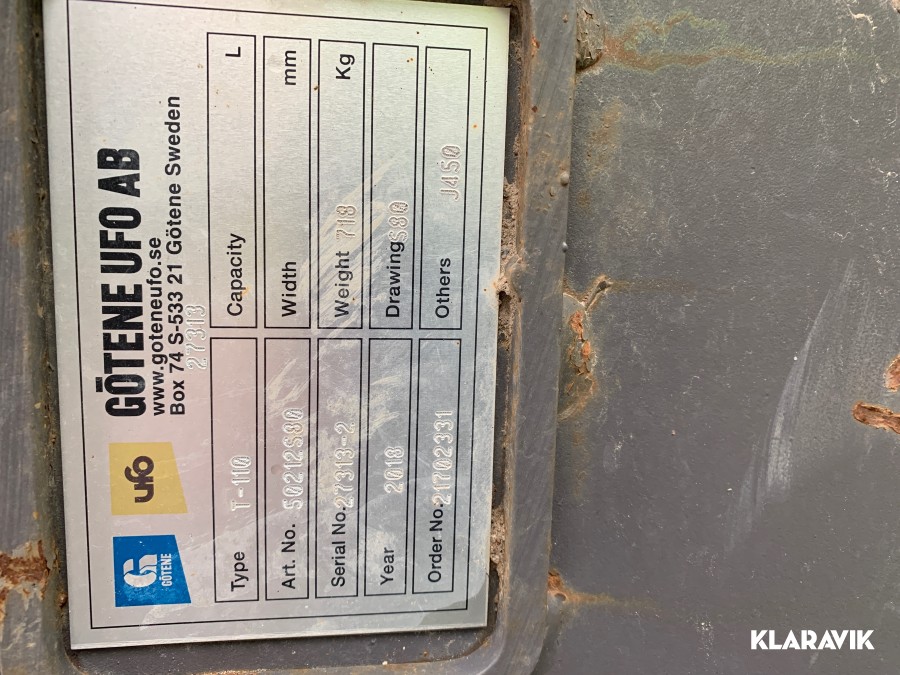 GÖTENE
ufo
GÖTENE UFO AB
www.goteneufo.se
Box 74 S-533 21 Götene Sweden
27313
Type T-110
Capacity L
Art. No. 50212S80
Width mm
Serial No. 27313-2
Weight 713 Kg
Year 2018
Drawing S80
Order No. 21702331
Others J450
KLARAVIK